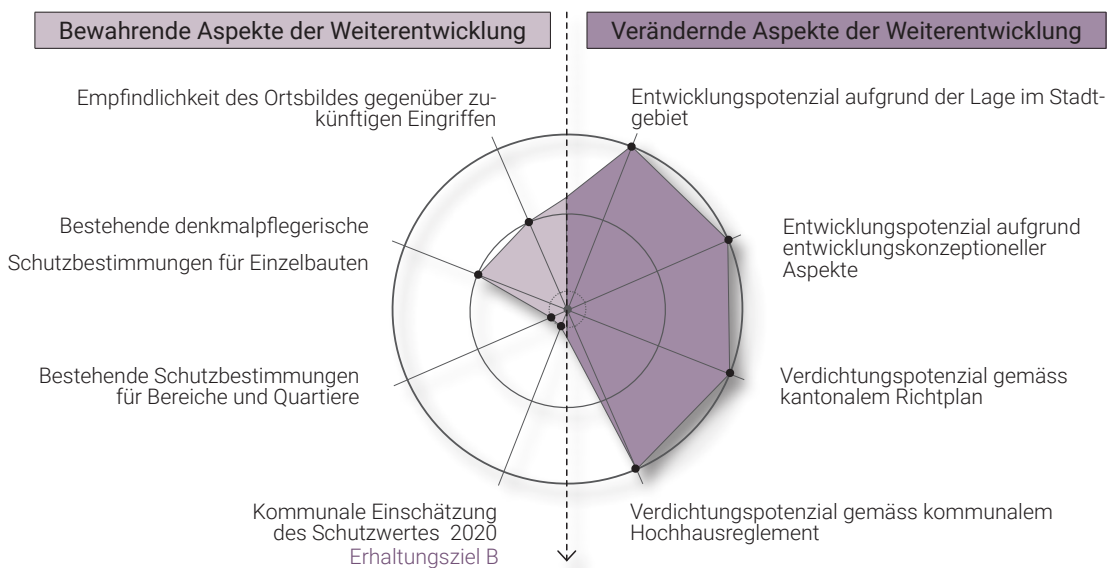 Bewahrende Aspekte der Weiterentwicklung
Verändernde Aspekte der Weiterentwicklung
Empfindlichkeit des Ortsbildes gegenüber zu-
künftigen Eingriffen
Entwicklungspotenzial aufgrund der Lage im Stadt-
gebiet
Bestehende denkmalpflegerische
Schutzbestimmungen für Einzelbauten
Entwicklungspotenzial aufgrund
entwicklungskonzeptioneller
Aspekte
Bestehende Schutzbestimmungen
für Bereiche und Quartiere
Verdichtungspotenzial gemäss
kantonalem Richtplan
Kommunale Einschätzung
des Schutzwertes 2020
Erhaltungsziel B
Verdichtungspotenzial gemäss kommunalem
Hochhausreglement